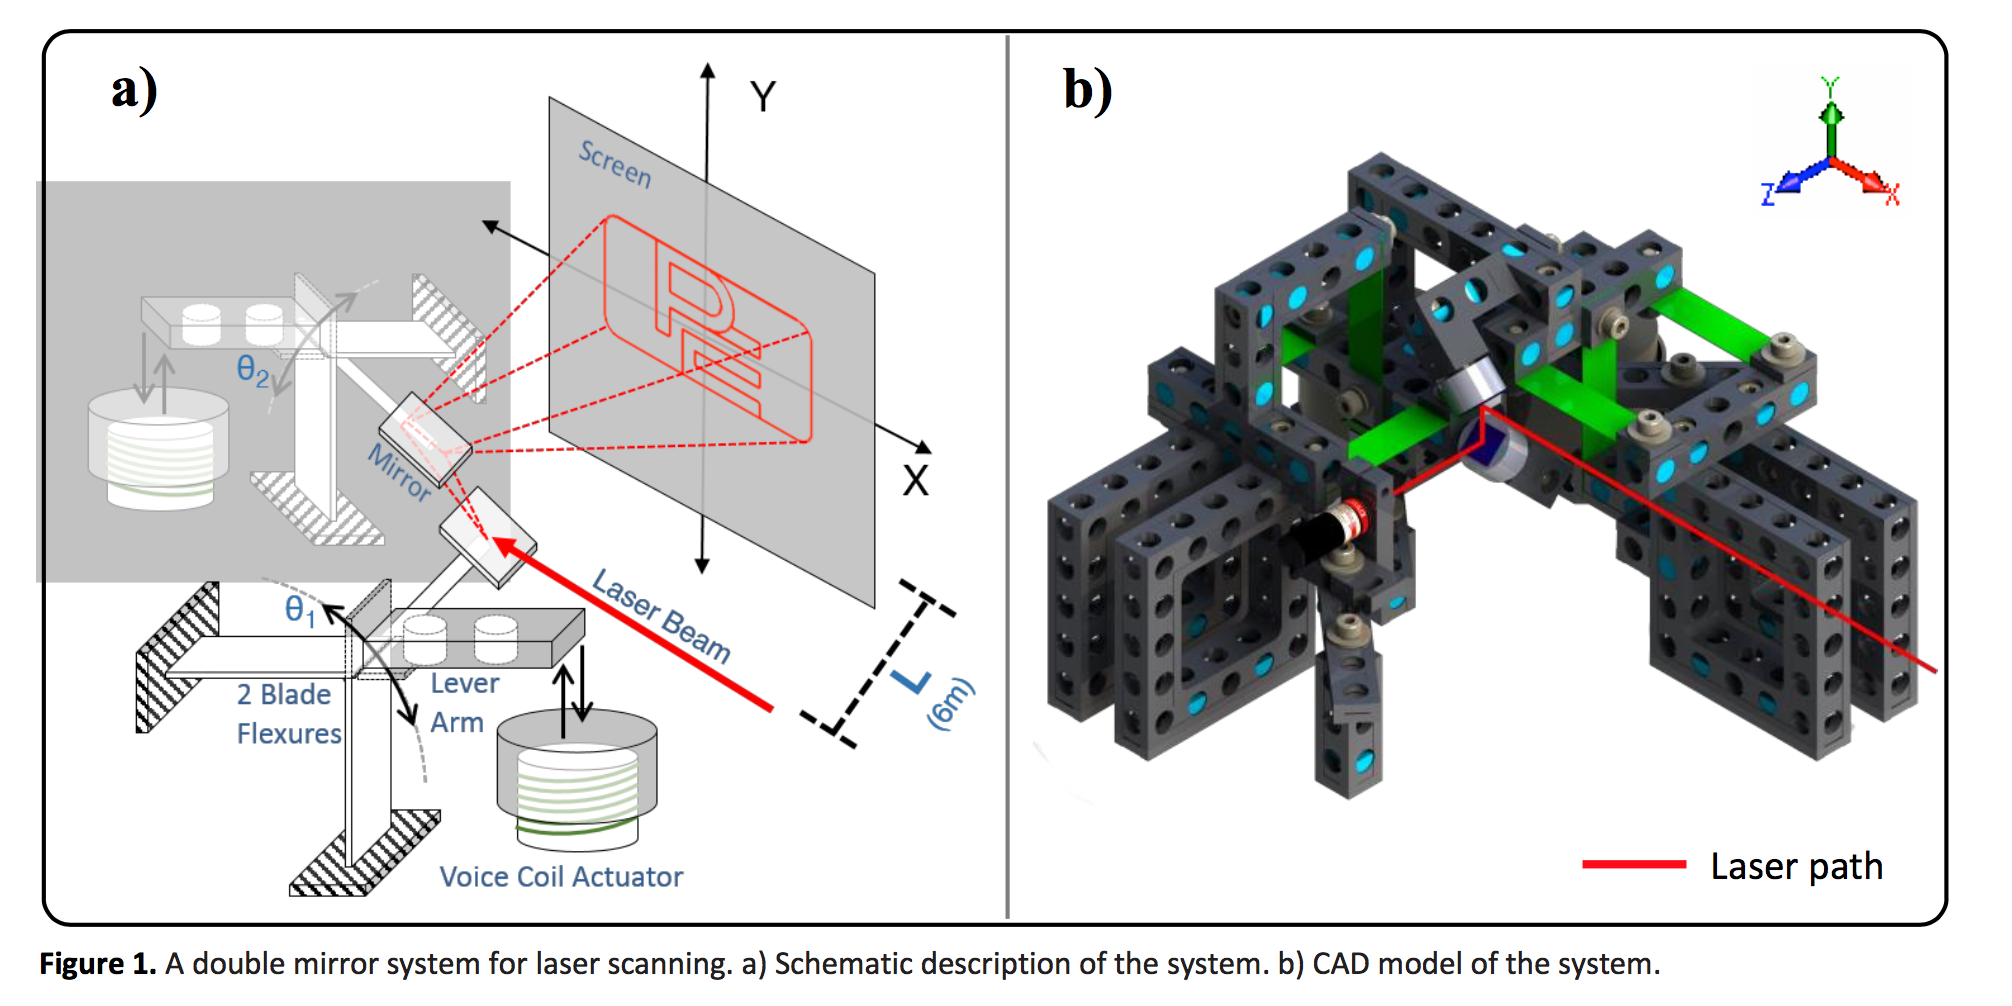 a)
Y
Screen
PE
θ2
Mirror
X
Laser Beam
L
(6m)
θ1
2 Blade
Flexures
Lever
Arm
Voice Coil Actuator
b)
Y
Z
X
Laser path
Figure 1. A double mirror system for laser scanning. a) Schematic description of the system. b) CAD model of the system.